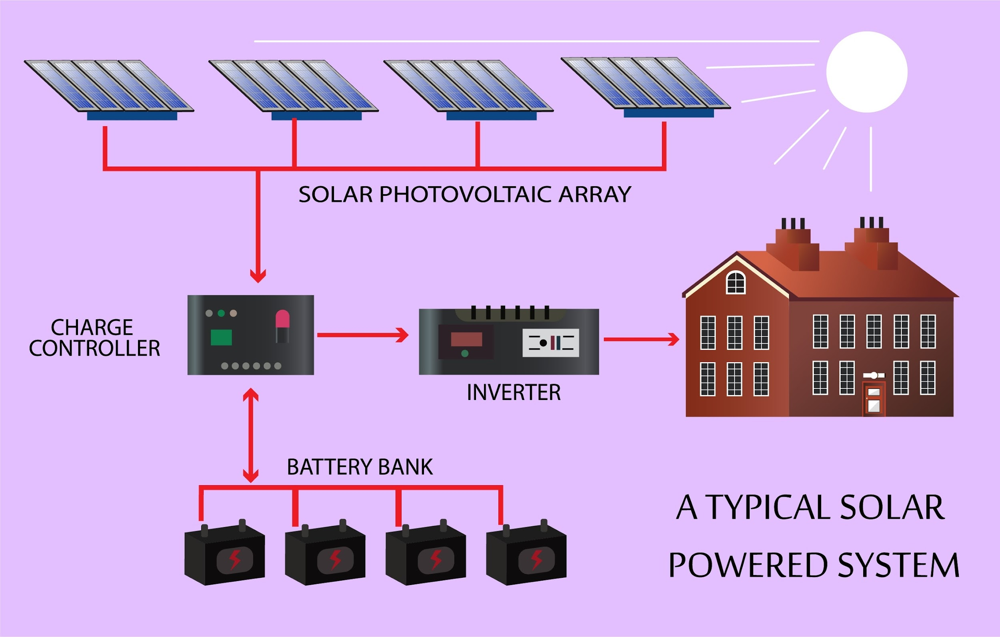 SOLAR PHOTOVOLTAIC ARRAY
CHARGE
CONTROLLER
INVERTER
BATTERY BANK
A TYPICAL SOLAR
POWERED SYSTEM